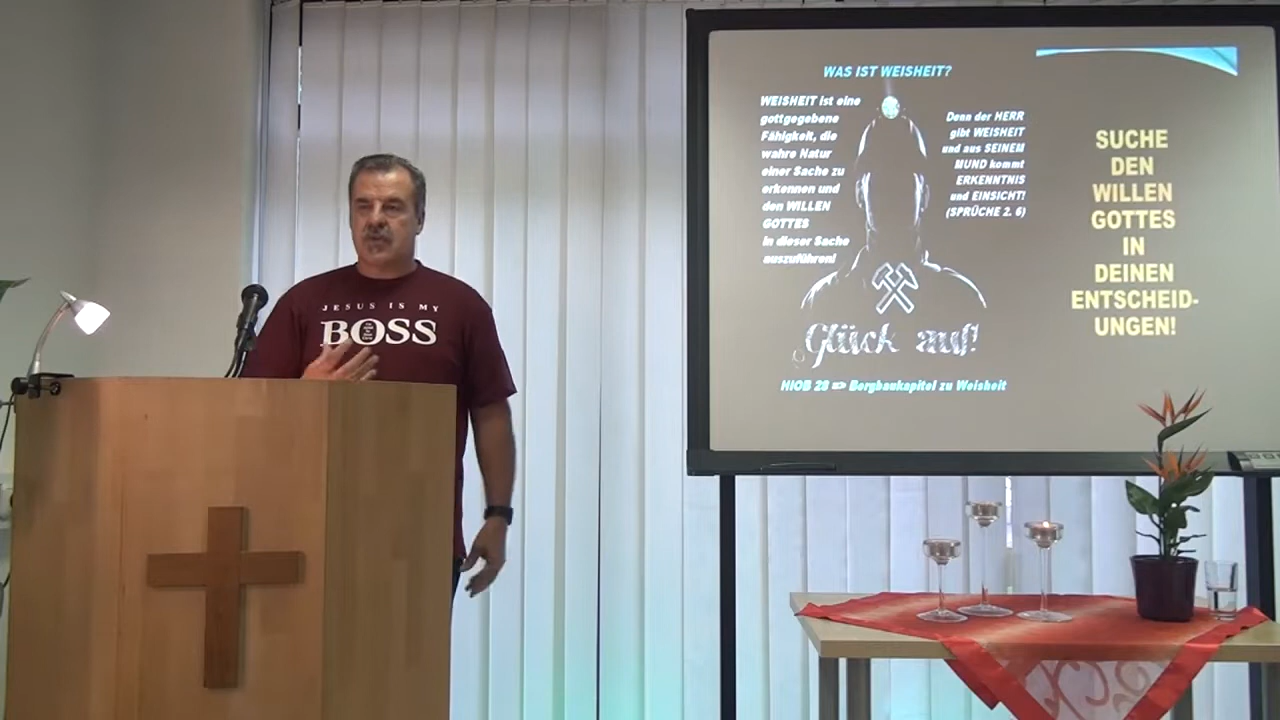 JESUS IS MY
BOSS
WAS IST WEISHEIT?
WEISHEIT ist eine
gottgegebene
Fähigkeit, die
wahre Natur
einer Sache zu
erkennen und
den WILLEN
GOTTES
in dieser Sache
auszuführen!
Denn der HERR
gibt WEISHEIT
und aus SEINEM
MUND kommt
ERKENNTNIS
und EINSICHT!
(SPRÜCHE 2. 6)
Glück auf!
HIOB 28 => Bergbaukapitel zu Weisheit
SUCHE
DEN
WILLEN
GOTTES
IN
DEINEN
ENTSCHEID-
UNGEN!